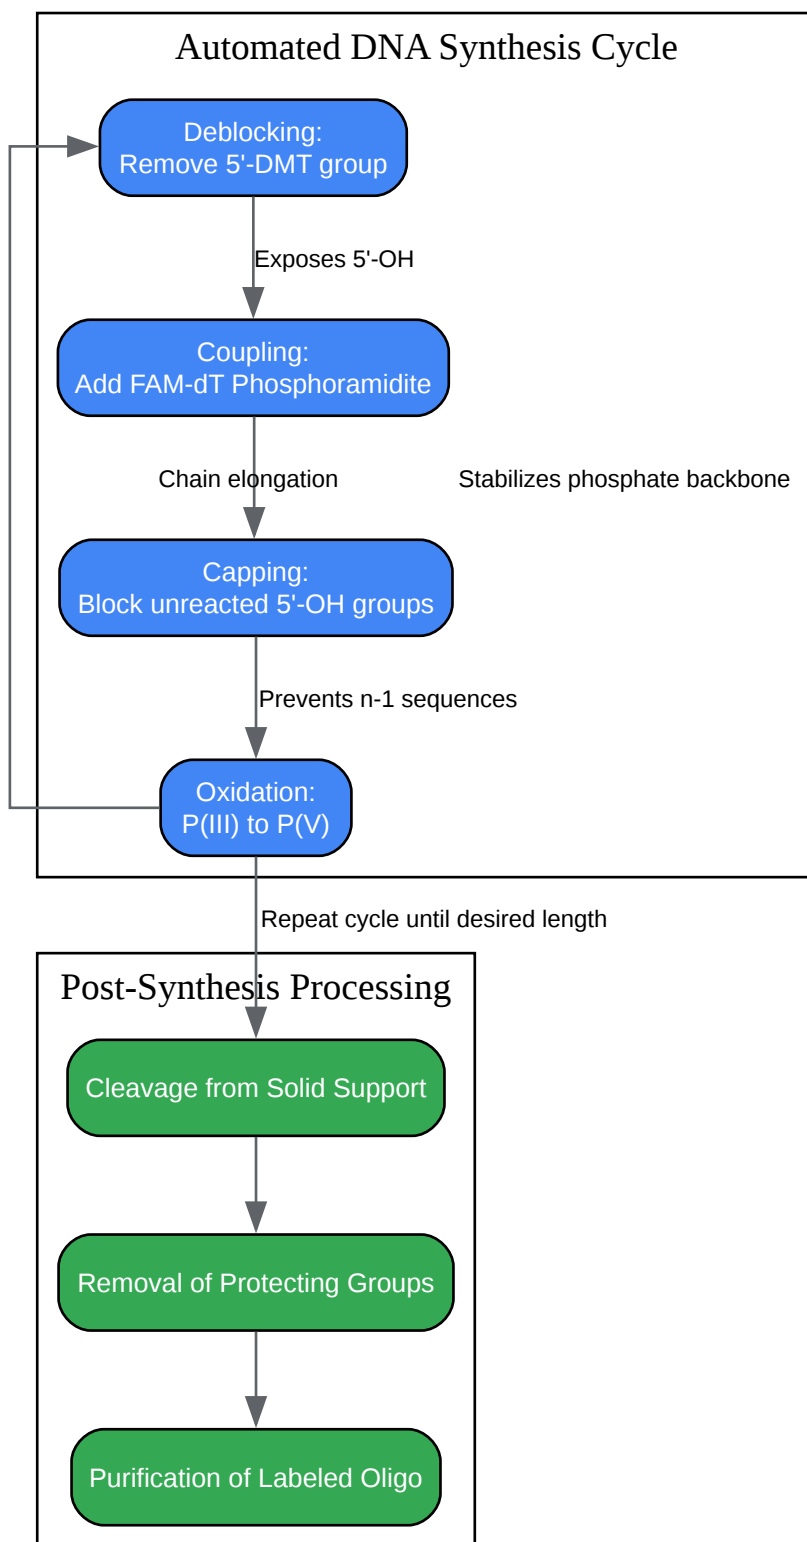 Automated DNA Synthesis Cycle
Deblocking:
Remove 5'-DMT group
Exposes 5'-OH
Coupling:
Add FAM-dT Phosphoramidite
Chain elongation
Stabilizes phosphate backbone
Capping:
Block unreacted 5'-OH groups
Prevents n-1 sequences
Oxidation:
P(III) to P(V)
Repeat cycle until desired length
Post-Synthesis Processing
Cleavage from Solid Support
Removal of Protecting Groups
Purification of Labeled Oligo